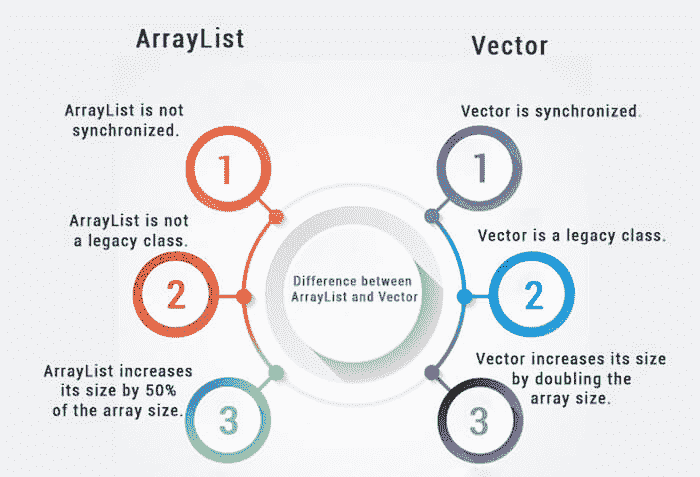 ArrayList
Vector
ArrayList is not
synchronized.
1
Vector is synchronized.
1
ArrayList is not
a legacy class.
2
Vector is a legacy class.
2
Difference between
ArrayList and Vector
ArrayList increases
its size by 50%
of the array size.
3
Vector increases its size
by doubling the
array size.
3